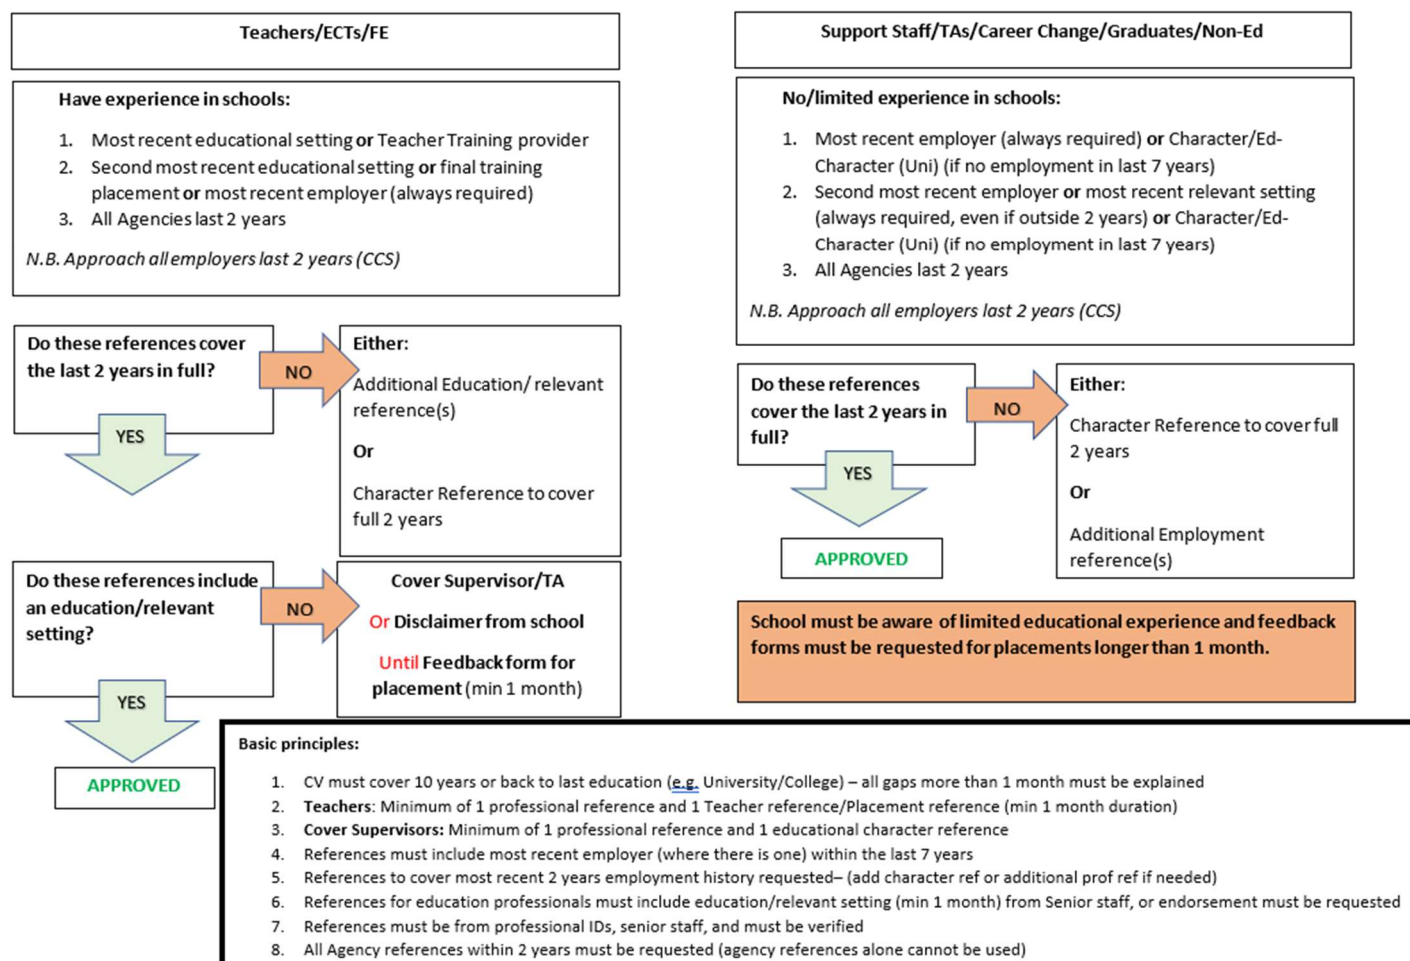 Teachers/ECTs/FE
Have experience in schools:
1. Most recent educational setting or Teacher Training provider
2. Second most recent educational setting or final training
placement or most recent employer (always required)
3. All Agencies last 2 years
N.B. Approach all employers last 2 years (CCS)
Do these references cover
the last 2 years in full?
NO
YES
Either:
Additional Education/ relevant
reference(s)
Or
Character Reference to cover
full 2 years
Do these references include
an education/relevant
setting?
NO
YES
Cover Supervisor/TA
Or Disclaimer from school
Until Feedback form for
placement (min 1 month)
APPROVED
Support Staff/TAs/Career Change/Graduates/Non-Ed
No/limited experience in schools:
1. Most recent employer (always required) or Character/Ed-
Character (Uni) (if no employment in last 7 years)
2. Second most recent employer or most recent relevant setting
(always required, even if outside 2 years) or Character/Ed-
Character (Uni) (if no employment in last 7 years)
3. All Agencies last 2 years
N.B. Approach all employers last 2 years (CCS)
Do these references
cover the last 2 years in
full?
NO
YES
Either:
Character Reference to cover full
2 years
Or
Additional Employment
reference(s)
APPROVED
School must be aware of limited educational experience and feedback
forms must be requested for placements longer than 1 month.
Basic principles:
1. CV must cover 10 years or back to last education (e.g. University/College) – all gaps more than 1 month must be explained
2. Teachers: Minimum of 1 professional reference and 1 Teacher reference/Placement reference (min 1 month duration)
3. Cover Supervisors: Minimum of 1 professional reference and 1 educational character reference
4. References must include most recent employer (where there is one) within the last 7 years
5. References to cover most recent 2 years employment history requested– (add character ref or additional prof ref if needed)
6. References for education professionals must include education/relevant setting (min 1 month) from Senior staff, or endorsement must be requested
7. References must be from professional IDs, senior staff, and must be verified
8. All Agency references within 2 years must be requested (agency references alone cannot be used)